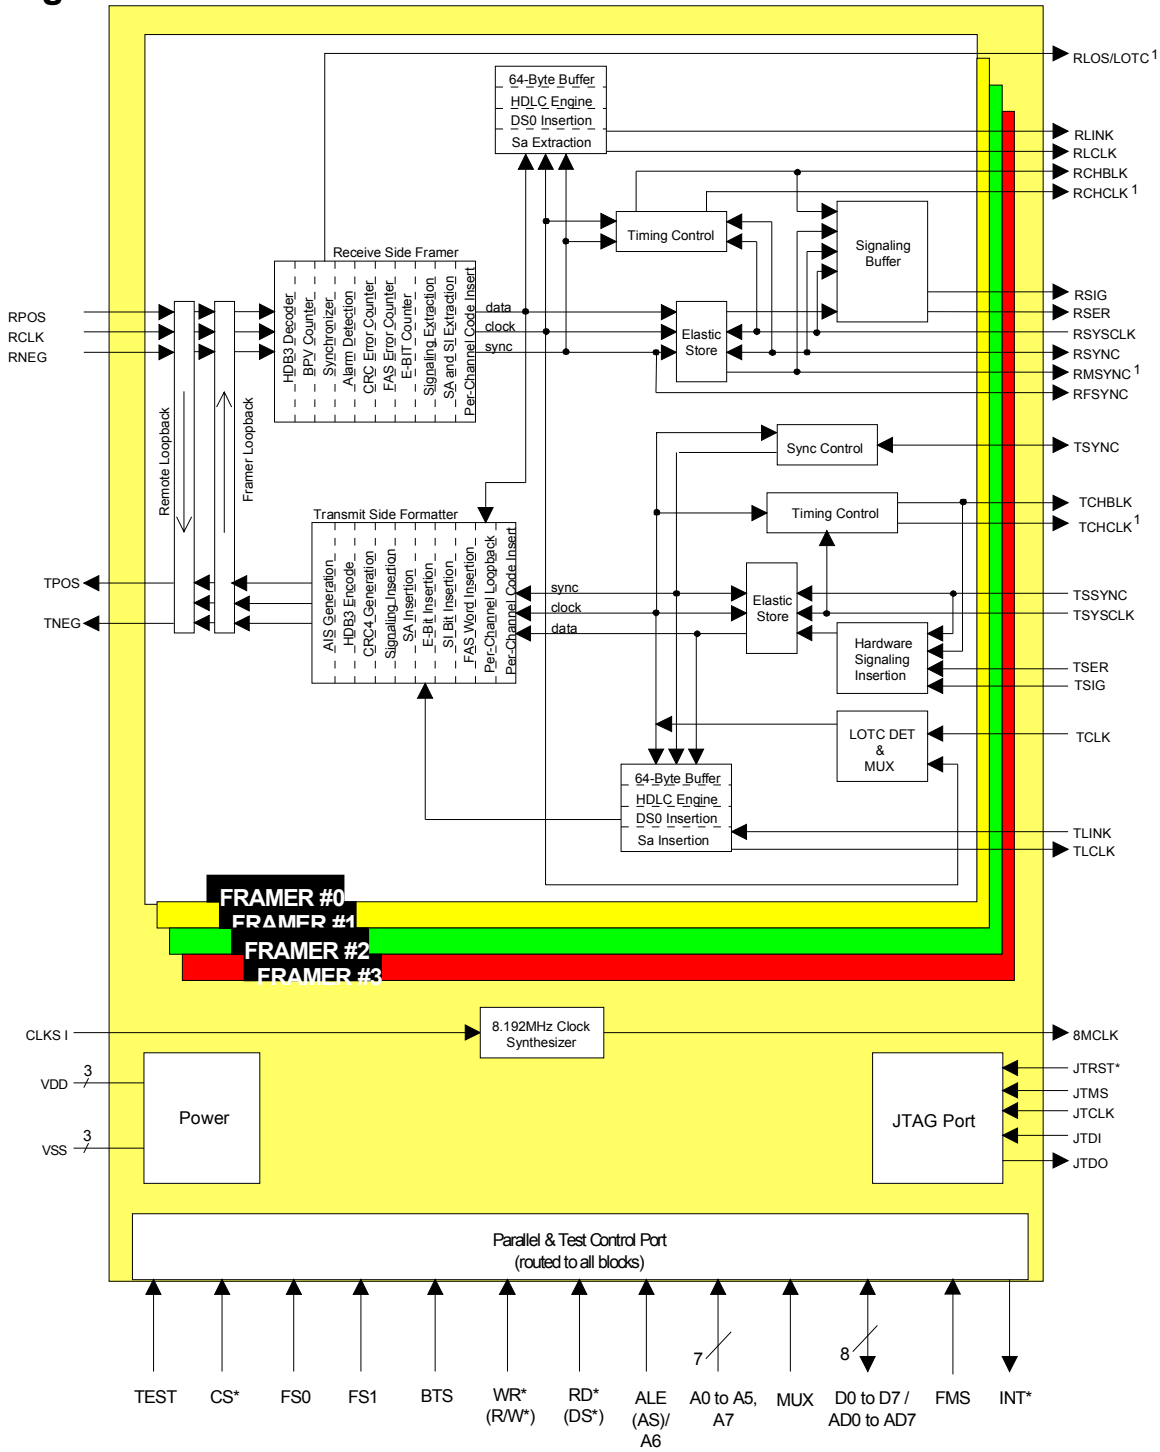 g
RLOS/LOTC 1
64-Byte Buffer
HDLC Engine
DS0 Insertion
Sa Extraction
RLINK
RLCLK
RCHBLK
RCHCLK 1
Timing Control
Signaling
Buffer
Receive Side Framer
HDB3 Decoder
BPV Counter
Synchronizer
Alarm Detection
CRC Error Counter
FAS Error Counter
E-BIT Counter
Signaling Extraction
SA and SI Extraction
Per-Channel Code Insert
data
clock
sync
Elastic
Store
RPOS
RCLK
RNEG
RSIG
RSER
RSYSCLK
RSYNC
RMSYNC 1
RFSYNC
Remote Loopback
Framer Loopback
Sync Control
TSYNC
Transmit Side Formatter
AIS Generation
HDB3 Encode
CRC4 Generation
Signaling Insertion
SA Insertion
E-Bit Insertion
SI Bit Insertion
FAS Word Insertion
Per-Channel Loopback
Per-Channel Code Insert
Timing Control
TCHBLK
TCHCLK 1
TPOS
TNEG
sync
clock
data
Elastic
Store
TSSYNC
TSYSCLK
Hardware
Signaling
Insertion
TSER
TSIG
LOTC DET
&
MUX
TCLK
64-Byte Buffer
HDLC Engine
DS0 Insertion
Sa Insertion
TLINK
TLCLK
FRAMER #0
FRAMER #1
FRAMER #2
FRAMER #3
CLKS I
8.192MHz Clock
Synthesizer
8MCLK
VDD
3
VSS
3
Power
JTAG Port
JTRST*
JTMS
JTCLK
JTDI
JTDO
Parallel & Test Control Port
(routed to all blocks)
7
8
TEST
CS*
FS0
FS1
BTS
WR*
(R/W*)
RD*
(DS*)
ALE
(AS)/
A6
A0 to A5,
A7
MUX
D0 to D7 /
AD0 to AD7
FMS
INT*